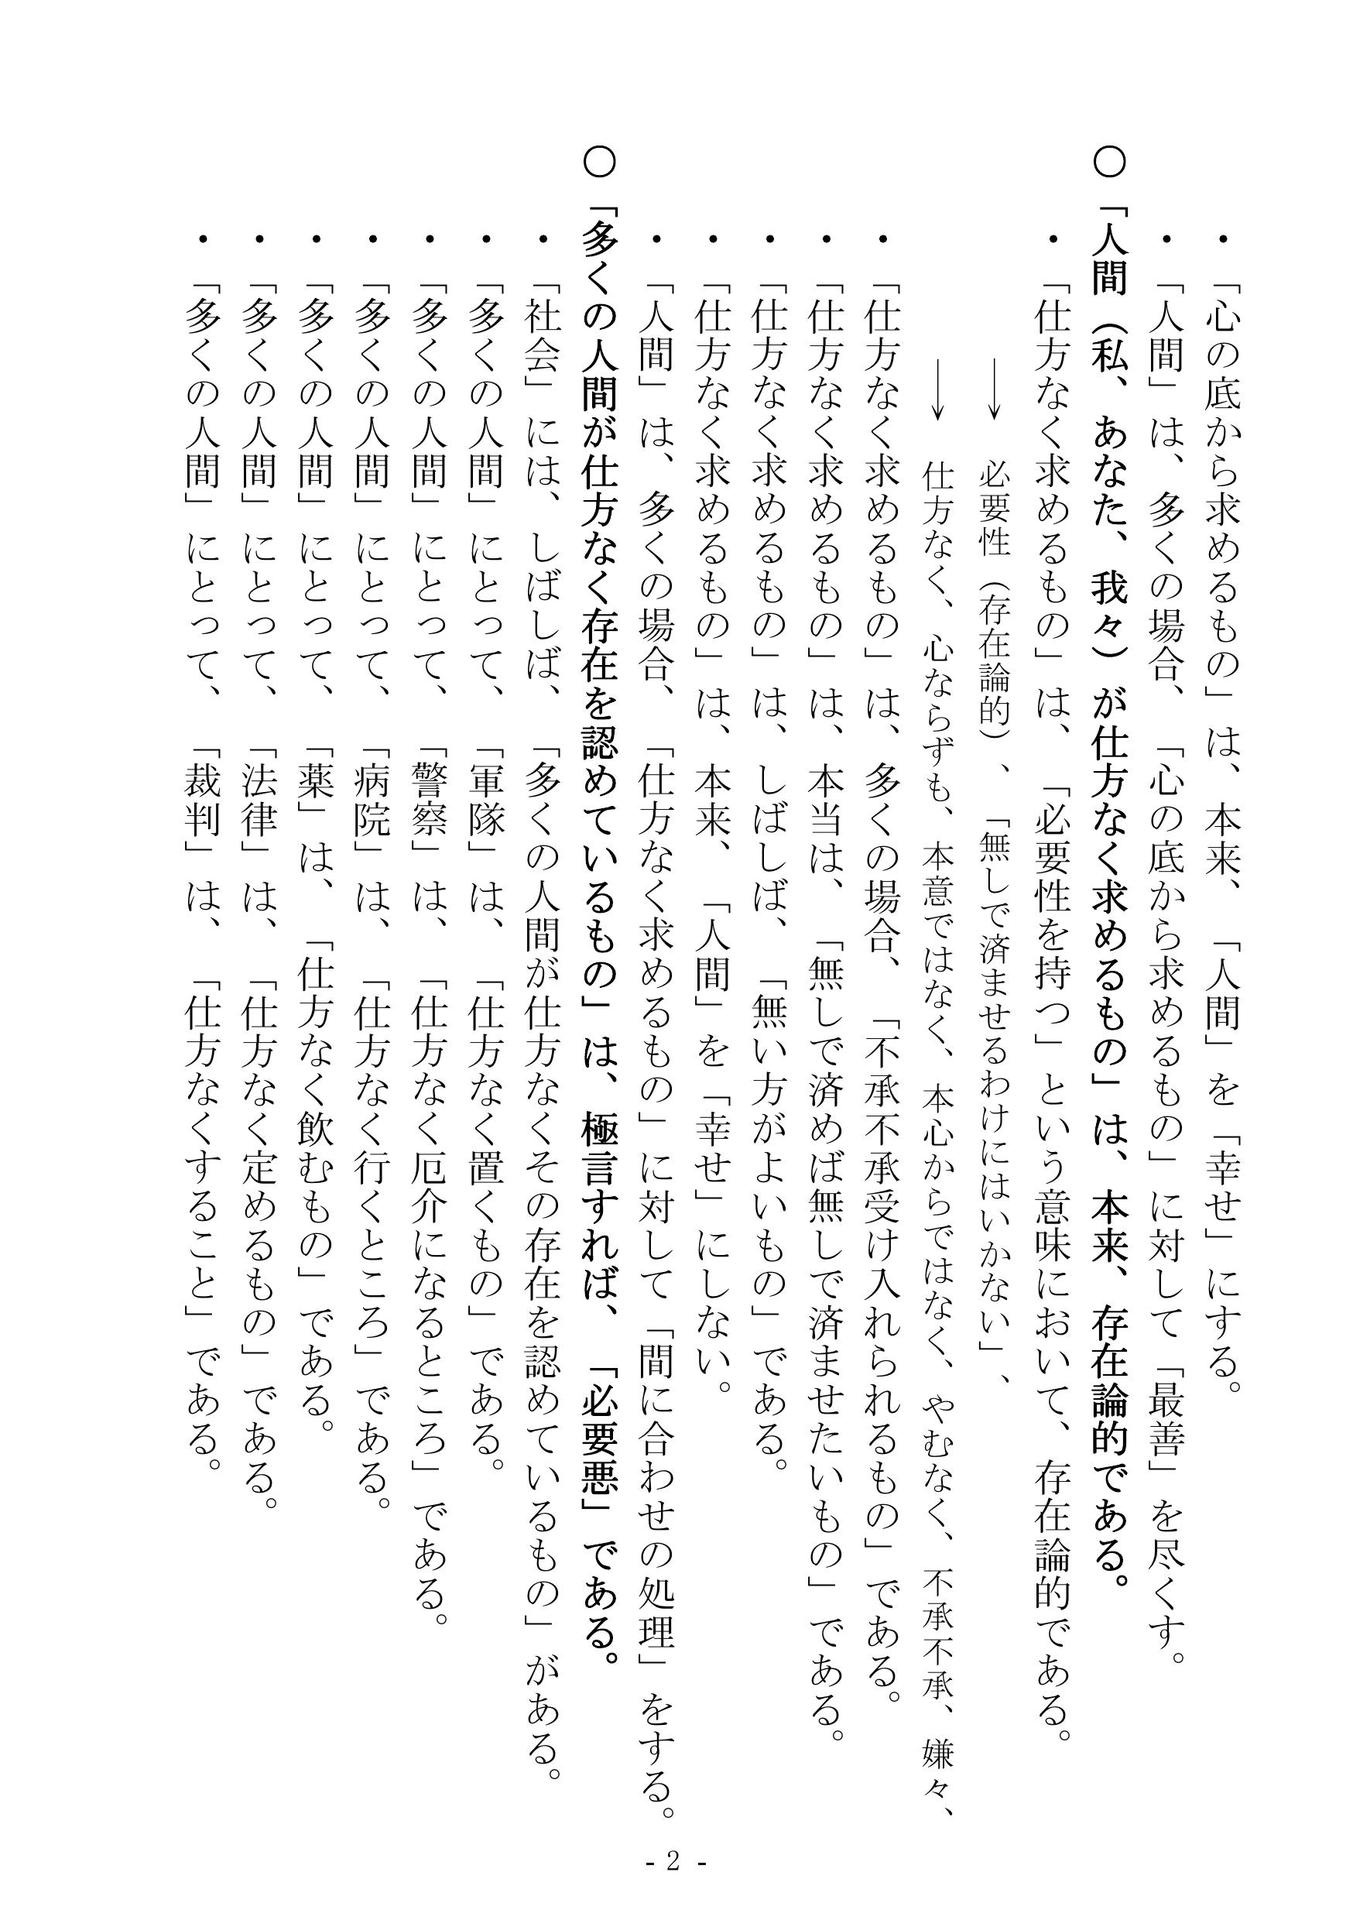 ・「心の底から求めるもの」は、本来、「人間」を「幸せ」にする。
・「人間」は、多くの場合、「心の底から求めるもの」に対して「最善」を尽くす。
○「人間（私、あなた、我々）が仕方なく求めるもの」は、本来、存在論的である。
・「仕方なく求めるもの」は、「必要性を持つ」という意味において、存在論的である。
→ 必要性（存在論的）、「無しで済ませるわけにはいかない」、
→ 仕方なく、心ならずも、本意ではなく、本心からではなく、やむなく、不承不承、嫌々、
・「仕方なく求めるもの」は、多くの場合、「不承不承受け入れられるもの」である。
・「仕方なく求めるもの」は、本当は、「無しで済めば無しで済ませたいもの」である。
・「仕方なく求めるもの」は、しばしば、「無い方がよいもの」である。
・「仕方なく求めるもの」は、本来、「人間」を「幸せ」にしない。
・「人間」は、多くの場合、「仕方なく求めるもの」に対して「間に合わせの処理」をする。
○「多くの人間が仕方なく存在を認めているもの」は、極言すれば、「必要悪」である。
・「社会」には、しばしば、「多くの人間が仕方なくその存在を認めているもの」がある。
・「多くの人間」にとって、「軍隊」は、「仕方なく置くもの」である。
・「多くの人間」にとって、「警察」は、「仕方なく厄介になるところ」である。
・「多くの人間」にとって、「病院」は、「仕方なく行くところ」である。
・「多くの人間」にとって、「薬」は、「仕方なく飲むもの」である。
・「多くの人間」にとって、「法律」は、「仕方なく定めるもの」である。
・「多くの人間」にとって、「裁判」は、「仕方なくすること」である。
- 2 -